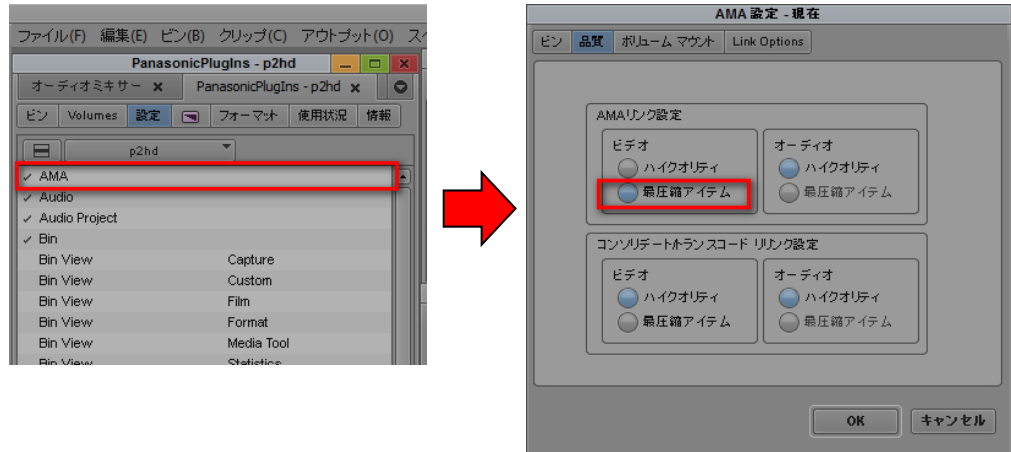 ファイル(F) 編集(E) ビン(B) クリップ(C) アウトプット(O)
PanasonicPlugIns - p2hd
オーディオミキサー PanasonicPlugIns - p2hd
ビン Volumes 設定 フォーマット 使用状況 情報
p2hd
✓ AMA
✓ Audio
✓ Audio Project
✓ Bin
Bin View Capture
Bin View Custom
Bin View Film
Bin View Format
Bin View Media Tool
Bin View Statistics
AMA 設定 - 現在
ビン 品質 ボリューム マウント Link Options
AMAリンク設定
ビデオ
ハイクオリティ
最圧縮アイテム
オーディオ
ハイクオリティ
最圧縮アイテム
コンソリデート/トランスコード リリンク設定
ビデオ
ハイクオリティ
最圧縮アイテム
オーディオ
ハイクオリティ
最圧縮アイテム
OK キャンセル